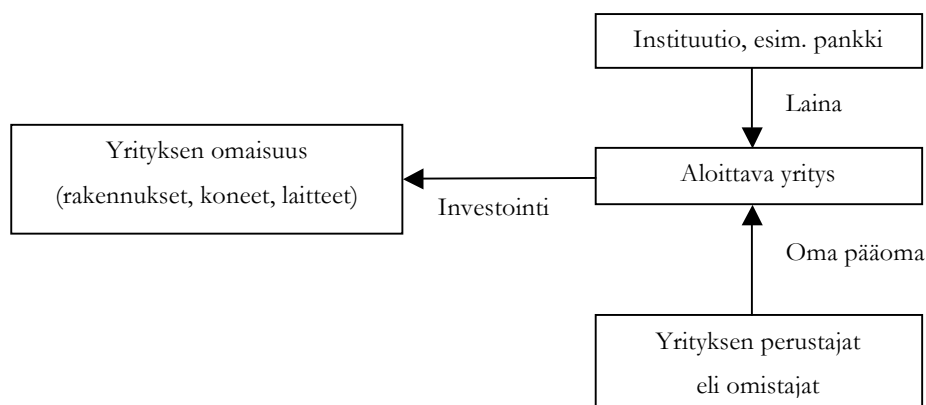 Instituutio, esim. pankki
Laina
Yrityksen omaisuus
(rakennukset, koneet, laitteet)
Investointi
Aloittava yritys
Oma pääoma
Yrityksen perustajat
eli omistajat